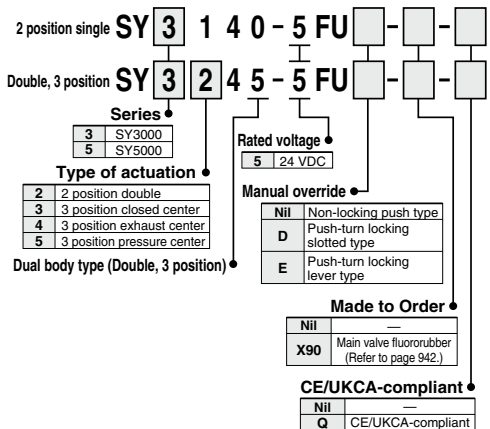 2 position single SY 3 1 4 0 - 5 FU - -
Double, 3 position SY 3 2 4 5 - 5 FU - -
Series
3 SY3000
5 SY5000
Type of actuation
2 2 position double
3 3 position closed center
4 3 position exhaust center
5 3 position pressure center
Dual body type (Double, 3 position)
Rated voltage
5 24 VDC
Manual override
Nil Non-locking push type
D Push-turn locking
slotted type
E Push-turn locking
lever type
Made to Order
Nil —
X90 Main valve fluororubber
(Refer to page 942.)
CE/UKCA-compliant
Nil —
Q CE/UKCA-compliant